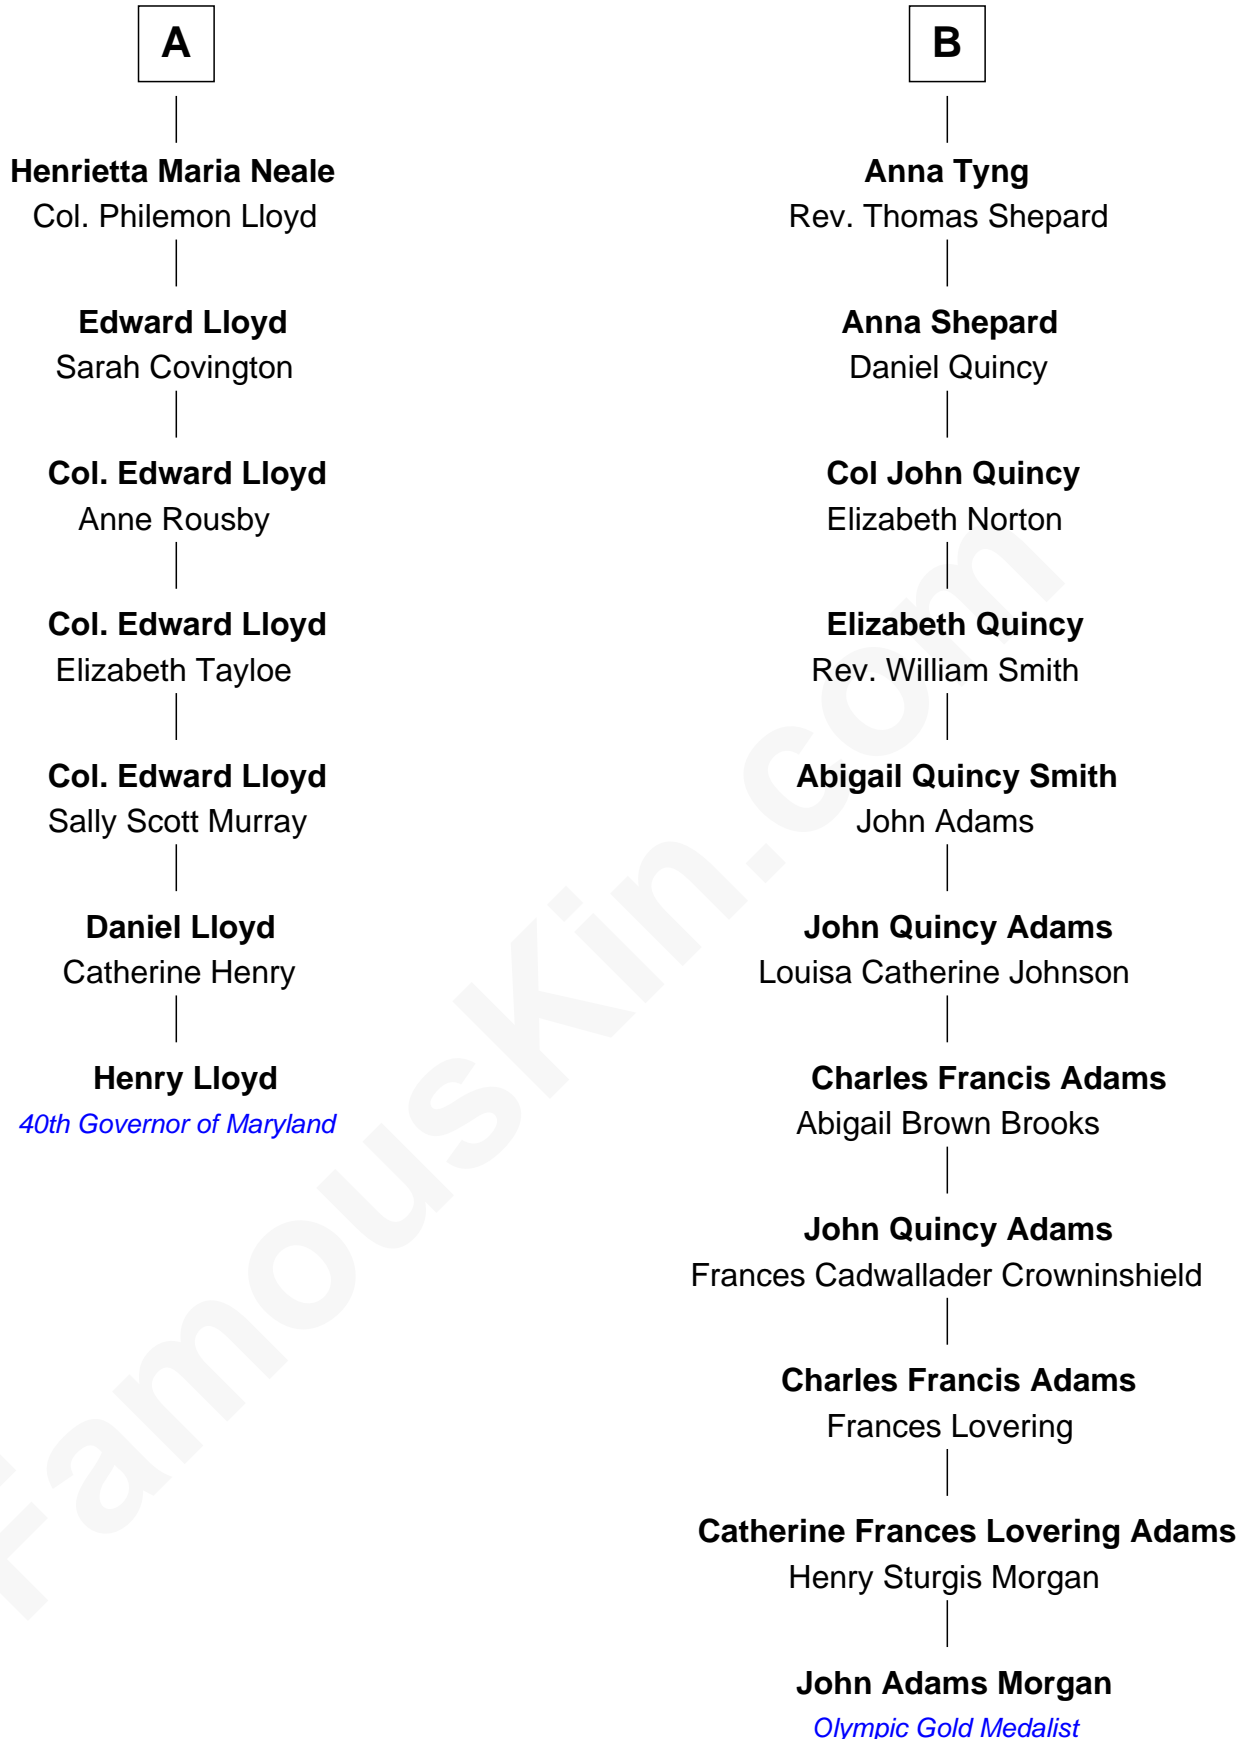 A
Henrietta Maria Neale
Col. Philemon Lloyd
Edward Lloyd
Sarah Covington
Col. Edward Lloyd
Anne Rousby
Col. Edward Lloyd
Elizabeth Tayloe
Col. Edward Lloyd
Sally Scott Murray
Daniel Lloyd
Catherine Henry
Henry Lloyd
40th Governor of Maryland
B
Anna Tyng
Rev. Thomas Shepard
Anna Shepard
Daniel Quincy
Col John Quincy
Elizabeth Norton
Elizabeth Quincy
Rev. William Smith
Abigail Quincy Smith
John Adams
John Quincy Adams
Louisa Catherine Johnson
Charles Francis Adams
Abigail Brown Brooks
John Quincy Adams
Frances Cadwallader Crowninshield
Charles Francis Adams
Frances Lovering
Catherine Frances Lovering Adams
Henry Sturgis Morgan
John Adams Morgan
Olympic Gold Medalist
FamousKin.com